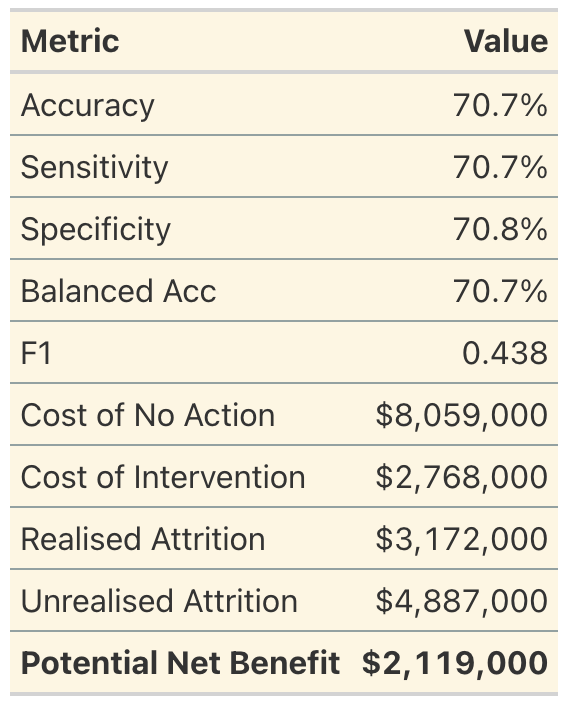 Metric Value
Accuracy 70.7%
Sensitivity 70.7%
Specificity 70.8%
Balanced Acc 70.7%
F1 0.438
Cost of No Action $8,059,000
Cost of Intervention $2,768,000
Realised Attrition $3,172,000
Unrealised Attrition $4,887,000
Potential Net Benefit $2,119,000